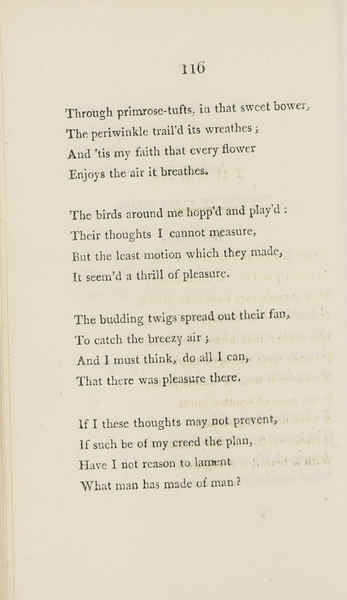 116
Through primrose-tufts, in that sweet bower,
The periwinkle trail'd its wreathes;
And 'tis my faith that every flower
Enjoys the air it breathes.
The birds around me hopp'd and play'd:
Their thoughts I cannot measure,
But the least motion which they made,
It seem'd a thrill of pleasure.
The budding twigs spread out their fan,
To catch the breezy air;
And I must think, do all I can,
That there was pleasure there.
If I these thoughts may not prevent,
If such be of my creed the plan,
Have I not reason to lament
What man has made of man?